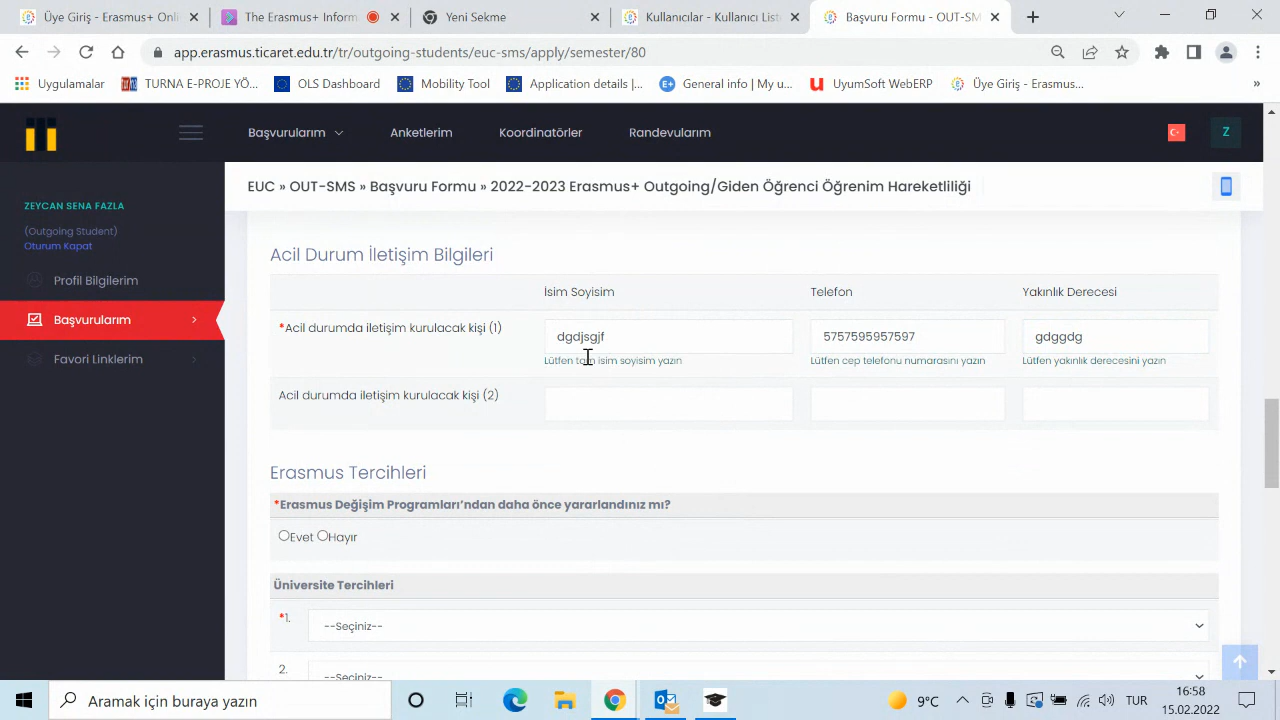 Üye Giriş - Erasmus+ Onli
The Erasmus+ Inform
Yeni Sekme
Kullanıcılar - Kullanıcı List
Başvuru Formu - OUT-SM
app.erasmus.ticaret.edu.tr/tr/outgoing-students/euc-sms/apply/semester/80
Uygulamalar
TURNA E-PROJE YÖ...
OLS Dashboard
Mobility Tool
Application details |...
E+
General info | My u...
UyumSoft WebERP
Üye Giriş - Erasmus...
»
Başvurularım
Anketlerim
Koordinatörler
Randevularım
Z
EUC » OUT-SMS » Başvuru Formu » 2022-2023 Erasmus+ Outgoing/Giden Öğrenci Öğrenim Hareketliliği
ZEYCAN SENA FAZLA
(Outgoing Student)
Oturum Kapat
Profil Bilgilerim
Başvurularım
Favori Linklerim
Acil Durum İletişim Bilgileri
İsim Soyisim
Telefon
Yakınlık Derecesi
*Acil durumda iletişim kurulacak kişi (1)
dgdjsgjf
5757595957597
gdggdg
Lütfen tam isim soyisim yazın
Lütfen cep telefonu numarasını yazın
Lütfen yakınlık derecesini yazın
Acil durumda iletişim kurulacak kişi (2)
Erasmus Tercihleri
*Erasmus Değişim Programları’ndan daha önce yararlandınız mı?
Evet Hayır
Üniversite Tercihleri
*1.
--Seçiniz--
2.
--Seçiniz--
Aramak için buraya yazın
9°C
TUR
16:58
15.02.2022